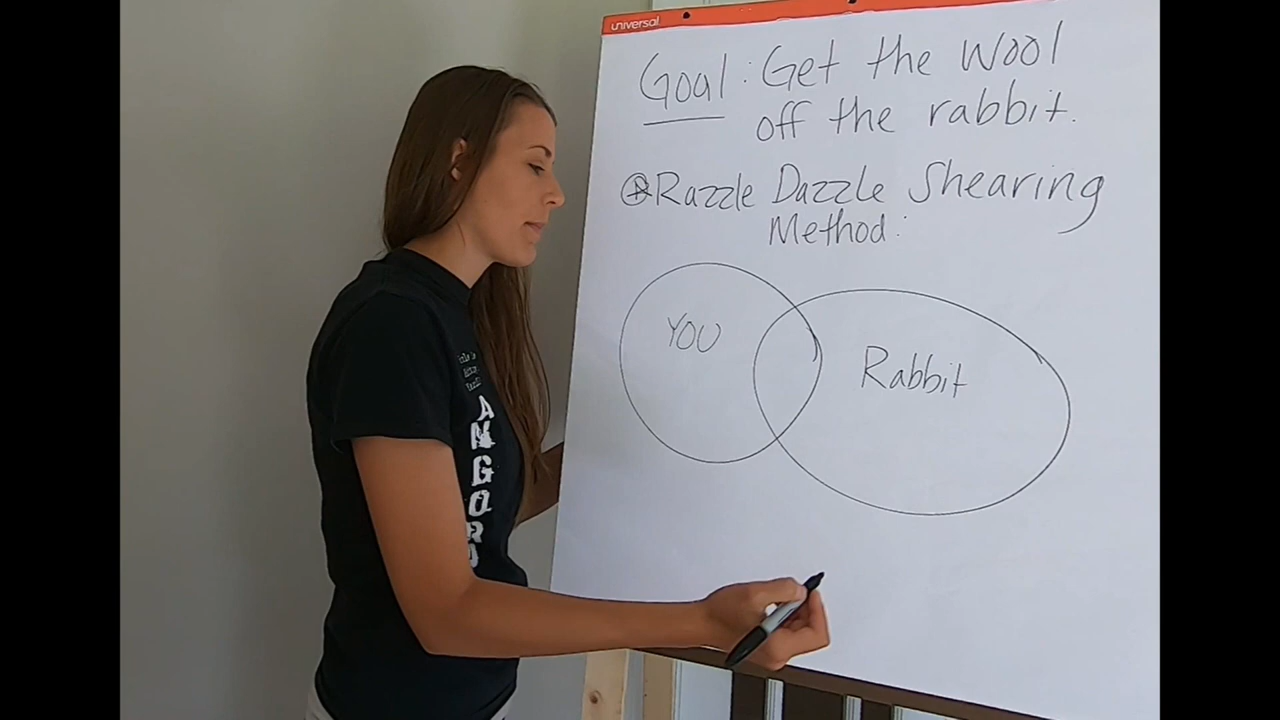 universal
Goal: Get the Wool
off the rabbit.
Razzle Dazzle Shearing
Method:
YOU
Rabbit
ANGORA